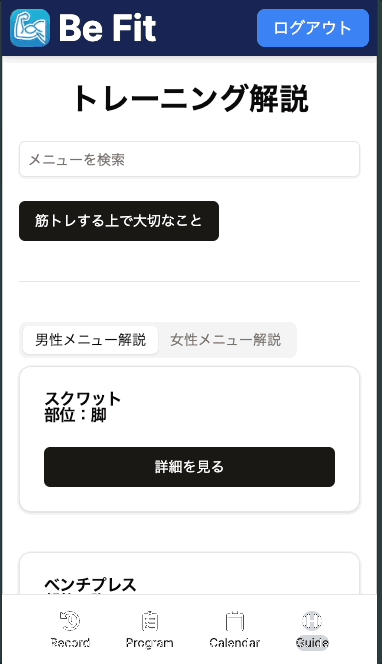 Be Fit
ログアウト
トレーニング解説
メニューを検索
筋トレする上で大切なこと
男性メニュー解説 女性メニュー解説
スクワット
部位：脚
詳細を見る
ベンチプレス
Record Program Calendar Guide